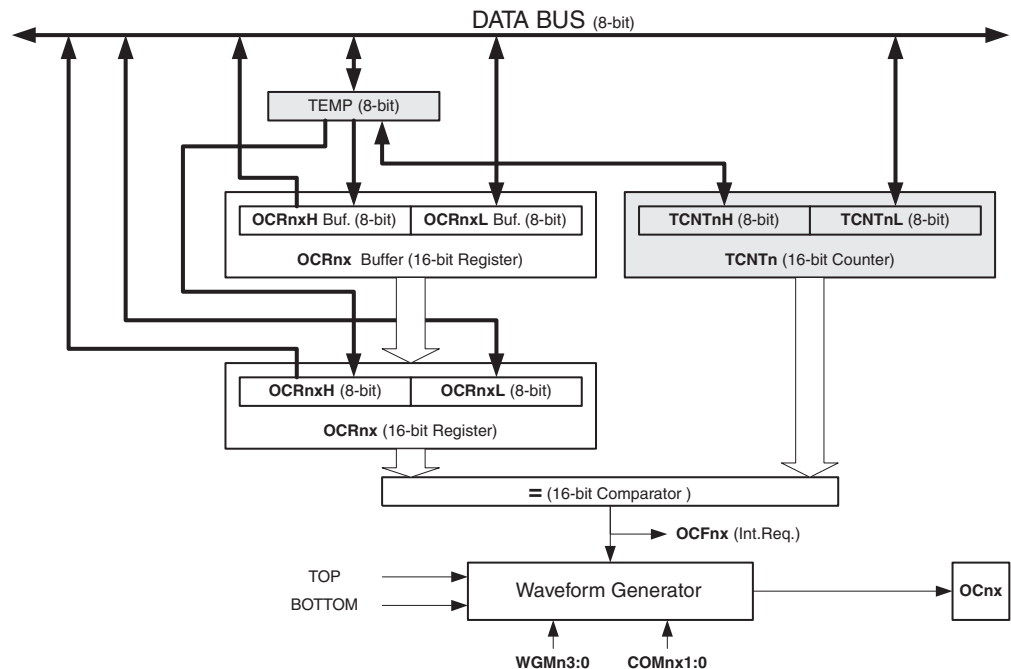 DATA BUS (8-bit)
TEMP (8-bit)
OCRnxH Buf. (8-bit) OCRnxL Buf. (8-bit)
OCRnx Buffer (16-bit Register)
TCNTnH (8-bit) TCNTnL (8-bit)
TCNTn (16-bit Counter)
OCRnxH (8-bit) OCRnxL (8-bit)
OCRnx (16-bit Register)
= (16-bit Comparator )
OCFnx (Int.Req.)
TOP
BOTTOM
Waveform Generator
OCnx
WGMn3:0 COMnx1:0